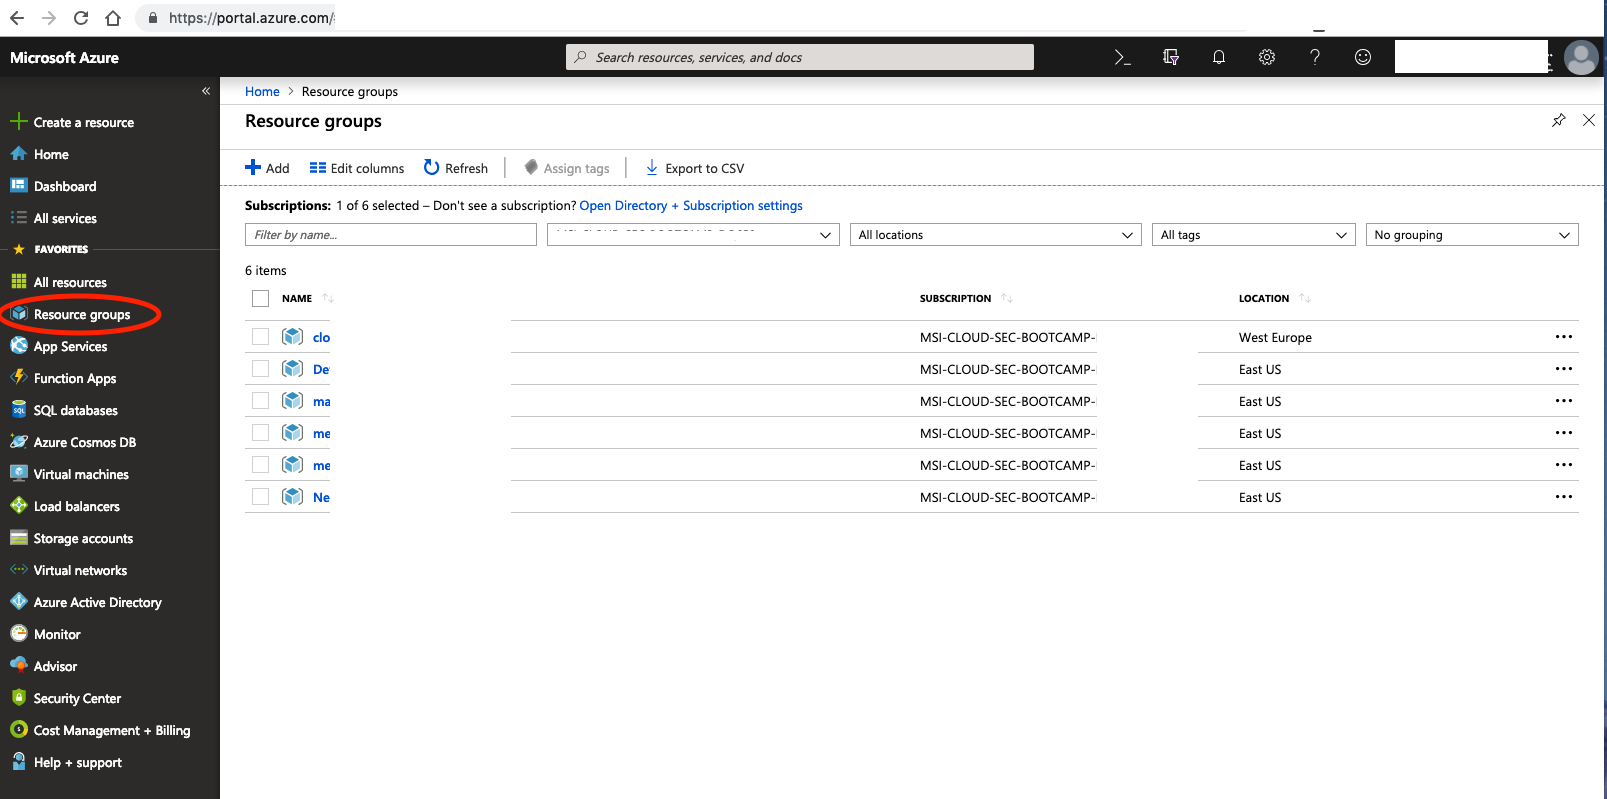 https://portal.azure.com/
Microsoft Azure
Search resources, services, and docs
Create a resource
Home
Dashboard
All services
FAVORITES
All resources
Resource groups
App Services
Function Apps
SQL databases
Azure Cosmos DB
Virtual machines
Load balancers
Storage accounts
Virtual networks
Azure Active Directory
Monitor
Advisor
Security Center
Cost Management + Billing
Help + support
Home > Resource groups
Resource groups
Add Edit columns Refresh Assign tags Export to CSV
Subscriptions: 1 of 6 selected – Don't see a subscription? Open Directory + Subscription settings
Filter by name... All locations All tags No grouping
6 items
NAME SUBSCRIPTION LOCATION
clo MSI-CLOUD-SEC-BOOTCAMP- West Europe
De MSI-CLOUD-SEC-BOOTCAMP- East US
ma MSI-CLOUD-SEC-BOOTCAMP- East US
me MSI-CLOUD-SEC-BOOTCAMP- East US
me MSI-CLOUD-SEC-BOOTCAMP- East US
Ne MSI-CLOUD-SEC-BOOTCAMP- East US